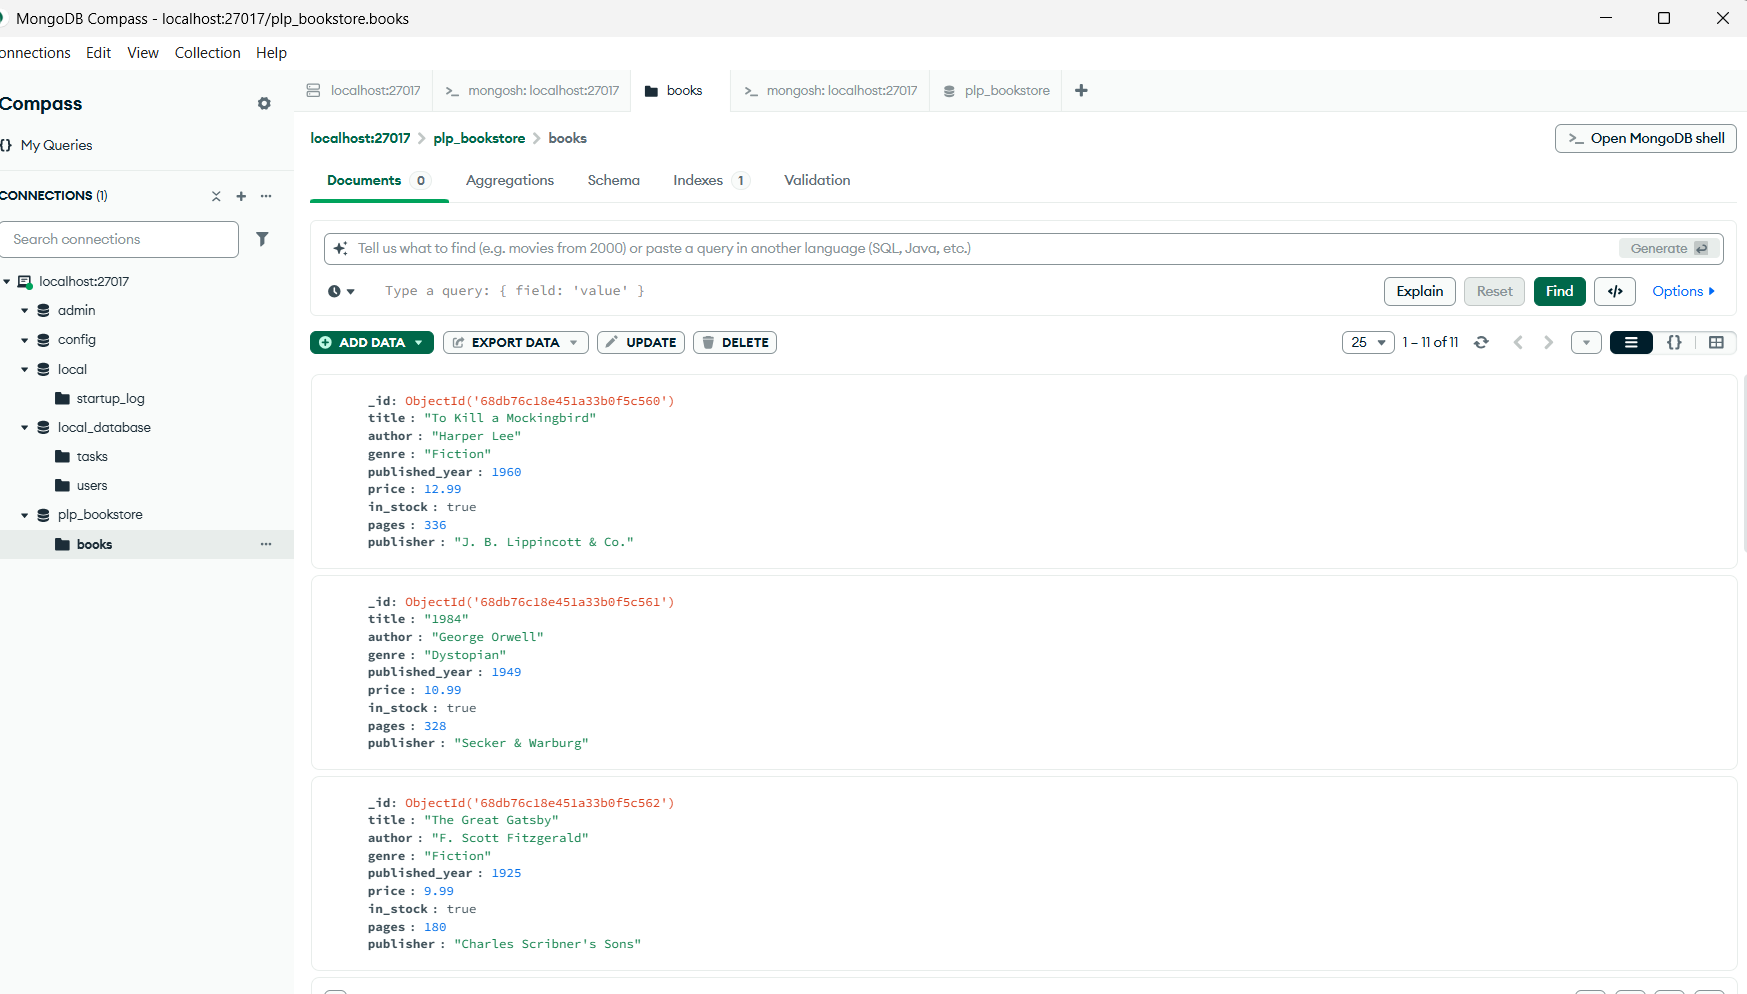 MongoDB Compass - localhost:27017/plp_bookstore.books
onnections Edit View Collection Help
Compass
{} My Queries
CONNECTIONS (1)
Search connections
localhost:27017
admin
config
local
startup_log
local_database
tasks
users
plp_bookstore
books
localhost:27017 >_ mongosh: localhost:27017 books >_ mongosh: localhost:27017 plp_bookstore +
localhost:27017 > plp_bookstore > books
>_ Open MongoDB shell
Documents 0 Aggregations Schema Indexes 1 Validation
Tell us what to find (e.g. movies from 2000) or paste a query in another language (SQL, Java, etc.) Generate
Type a query: { field: 'value' } Explain Reset Find </> Options
ADD DATA EXPORT DATA UPDATE DELETE 25 1 – 11 of 11 {}
_id: ObjectId('68db76c18e451a33b0f5c560')
title : "To Kill a Mockingbird"
author : "Harper Lee"
genre : "Fiction"
published_year : 1960
price : 12.99
in_stock : true
pages : 336
publisher : "J. B. Lippincott & Co."
_id: ObjectId('68db76c18e451a33b0f5c561')
title : "1984"
author : "George Orwell"
genre : "Dystopian"
published_year : 1949
price : 10.99
in_stock : true
pages : 328
publisher : "Secker & Warburg"
_id: ObjectId('68db76c18e451a33b0f5c562')
title : "The Great Gatsby"
author : "F. Scott Fitzgerald"
genre : "Fiction"
published_year : 1925
price : 9.99
in_stock : true
pages : 180
publisher : "Charles Scribner's Sons"